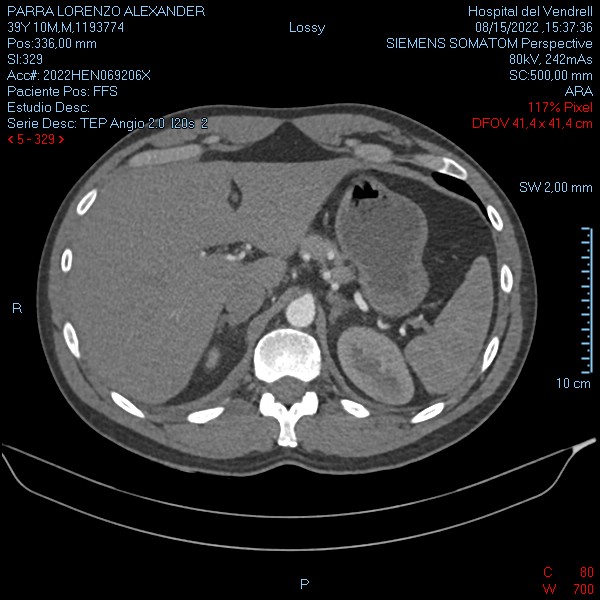 PARRA LORENZO ALEXANDER
39Y 10M,M,1193774
Pos:336,00 mm
SI:329
Acc#: 2022HEN069206X
Paciente Pos: FFS
Estudio Desc:
Serie Desc: TEP Angio 2.0 I20s 2
< 5 - 329 >
Lossy
Hospital del Vendrell
08/15/2022 ,15:37:36
SIEMENS SOMATOM Perspective
80kV, 242mAs
SC:500,00 mm
ARA
117% Pixel
DFOV 41,4 x 41,4 cm
SW 2,00 mm
R
10 cm
P
C 80
W 700